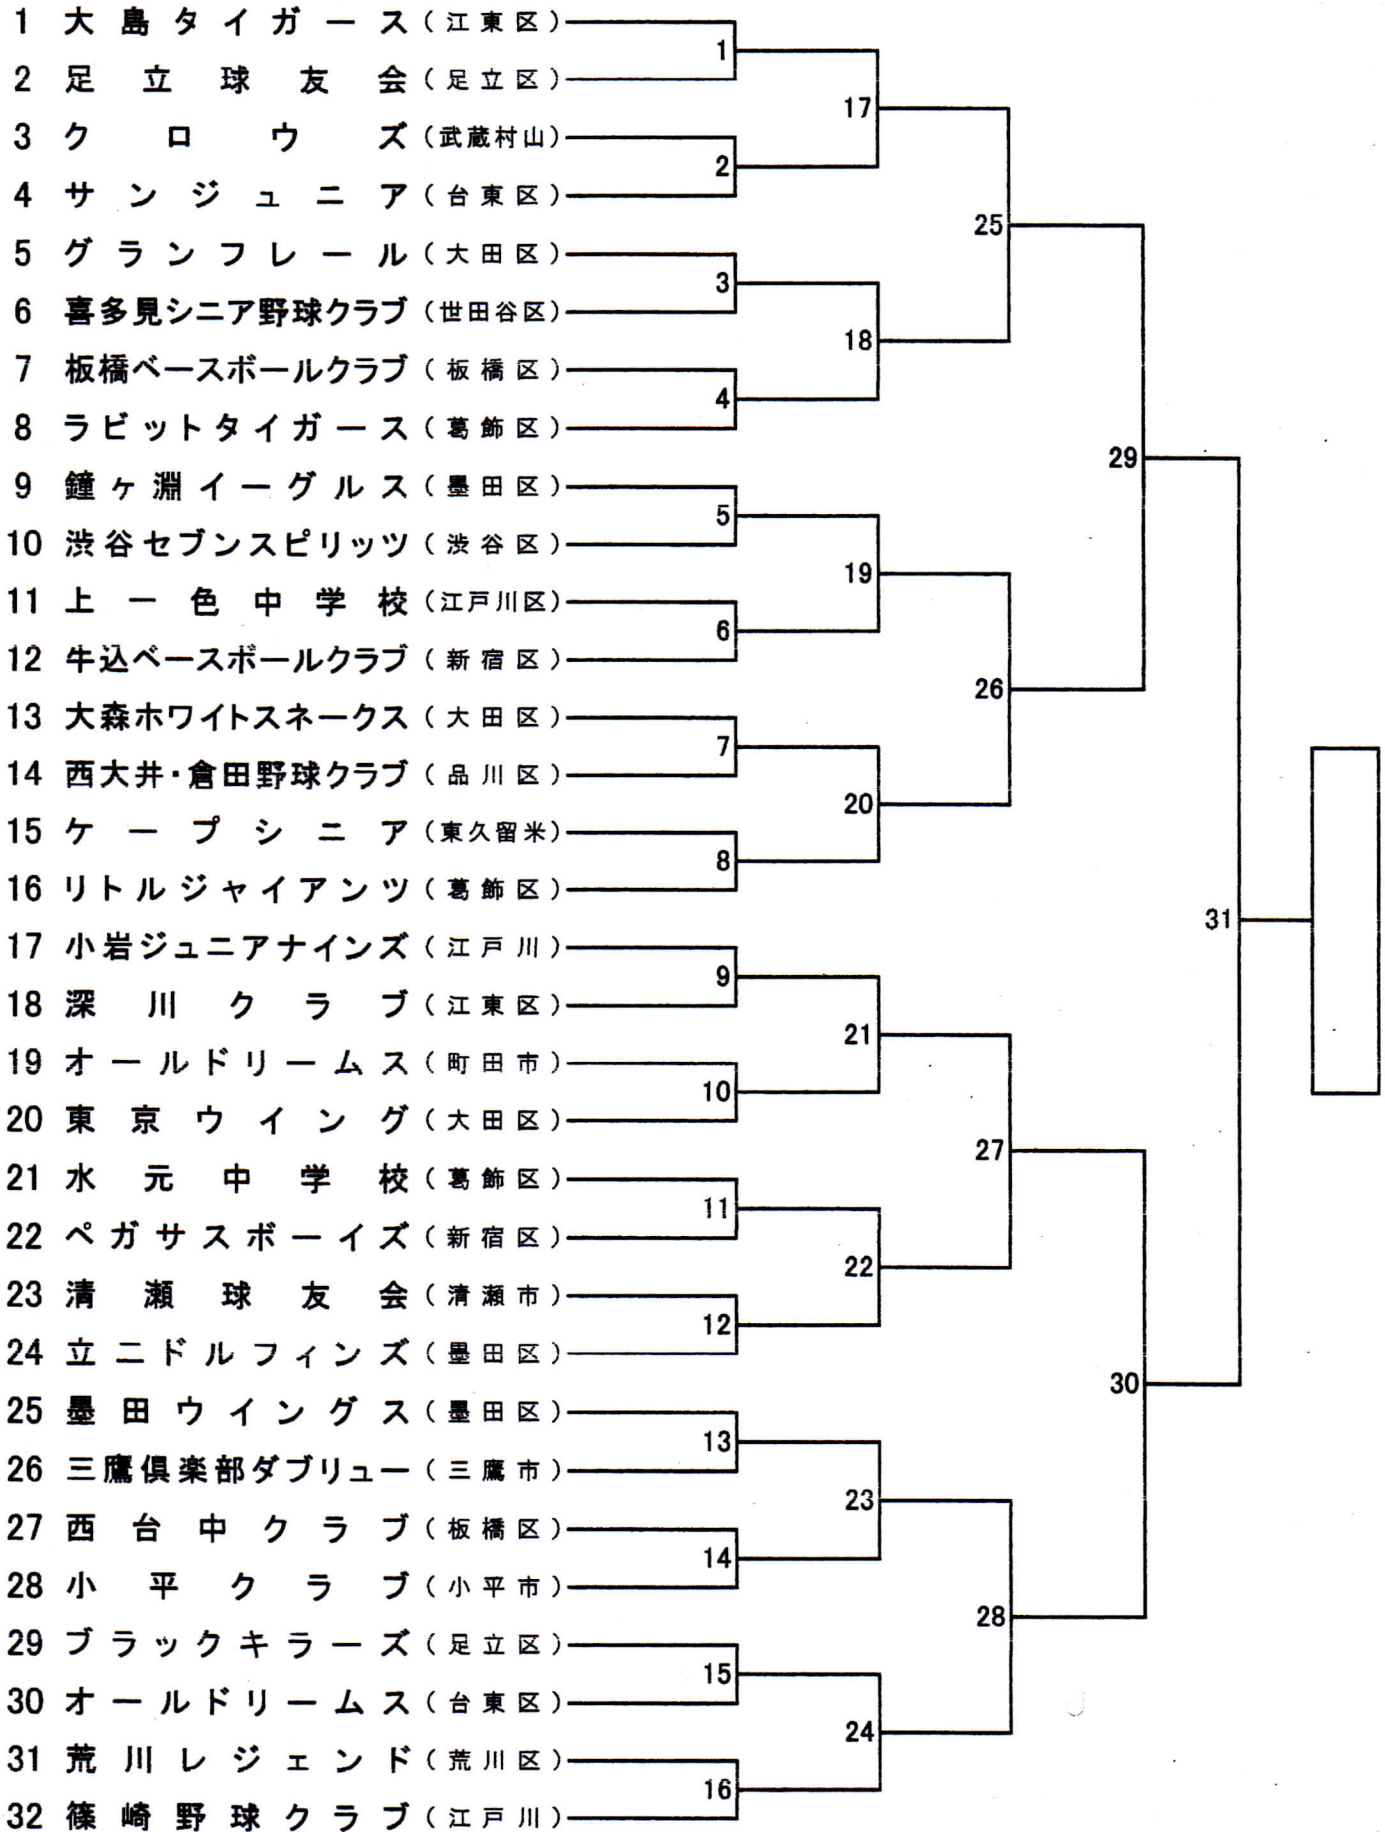 1 大島タイガース(江東区)
2 足立球友会(足立区)
3 クロウズ(武蔵村山)
4 サンジュニア(台東区)
5 グランフレール(大田区)
6 喜多見シニア野球クラブ(世田谷区)
7 板橋ベースボールクラブ(板橋区)
8 ラビットタイガース(葛飾区)
9 鐘ヶ淵イーグルス(墨田区)
10 渋谷セブンスピリッツ(渋谷区)
11 上一色中学校(江戸川区)
12 牛込ベースボールクラブ(新宿区)
13 大森ホワイトスネークス(大田区)
14 西大井・倉田野球クラブ(品川区)
15 ケープシニア(東久留米)
16 リトルジャイアンツ(葛飾区)
17 小岩ジュニアナインズ(江戸川)
18 深川クラブ(江東区)
19 オールドリームス(町田市)
20 東京ウイング(大田区)
21 水元中学校(葛飾区)
22 ペガサスボーイズ(新宿区)
23 清瀬球友会(清瀬市)
24 立二ドルフィンズ(墨田区)
25 墨田ウイングス(墨田区)
26 三鷹倶楽部ダブリュー(三鷹市)
27 西台中クラブ(板橋区)
28 小平クラブ(小平市)
29 ブラックキラーズ(足立区)
30 オールドリームス(台東区)
31 荒川レジェンド(荒川区)
32 篠崎野球クラブ(江戸川)
1
2
3
4
5
6
7
8
9
10
11
12
13
14
15
16
17
18
19
20
21
22
23
24
25
26
27
28
29
30
31